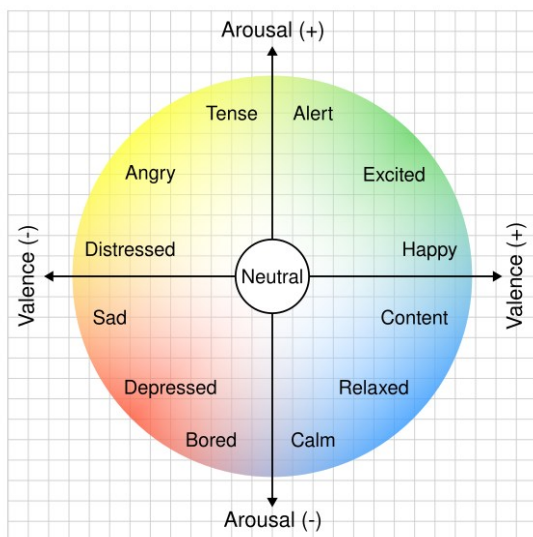 Arousal (+)
Tense
Alert
Angry
Excited
Distressed
Happy
Valence (-)
Neutral
Valence (+)
Sad
Content
Depressed
Relaxed
Bored
Calm
Arousal (-)